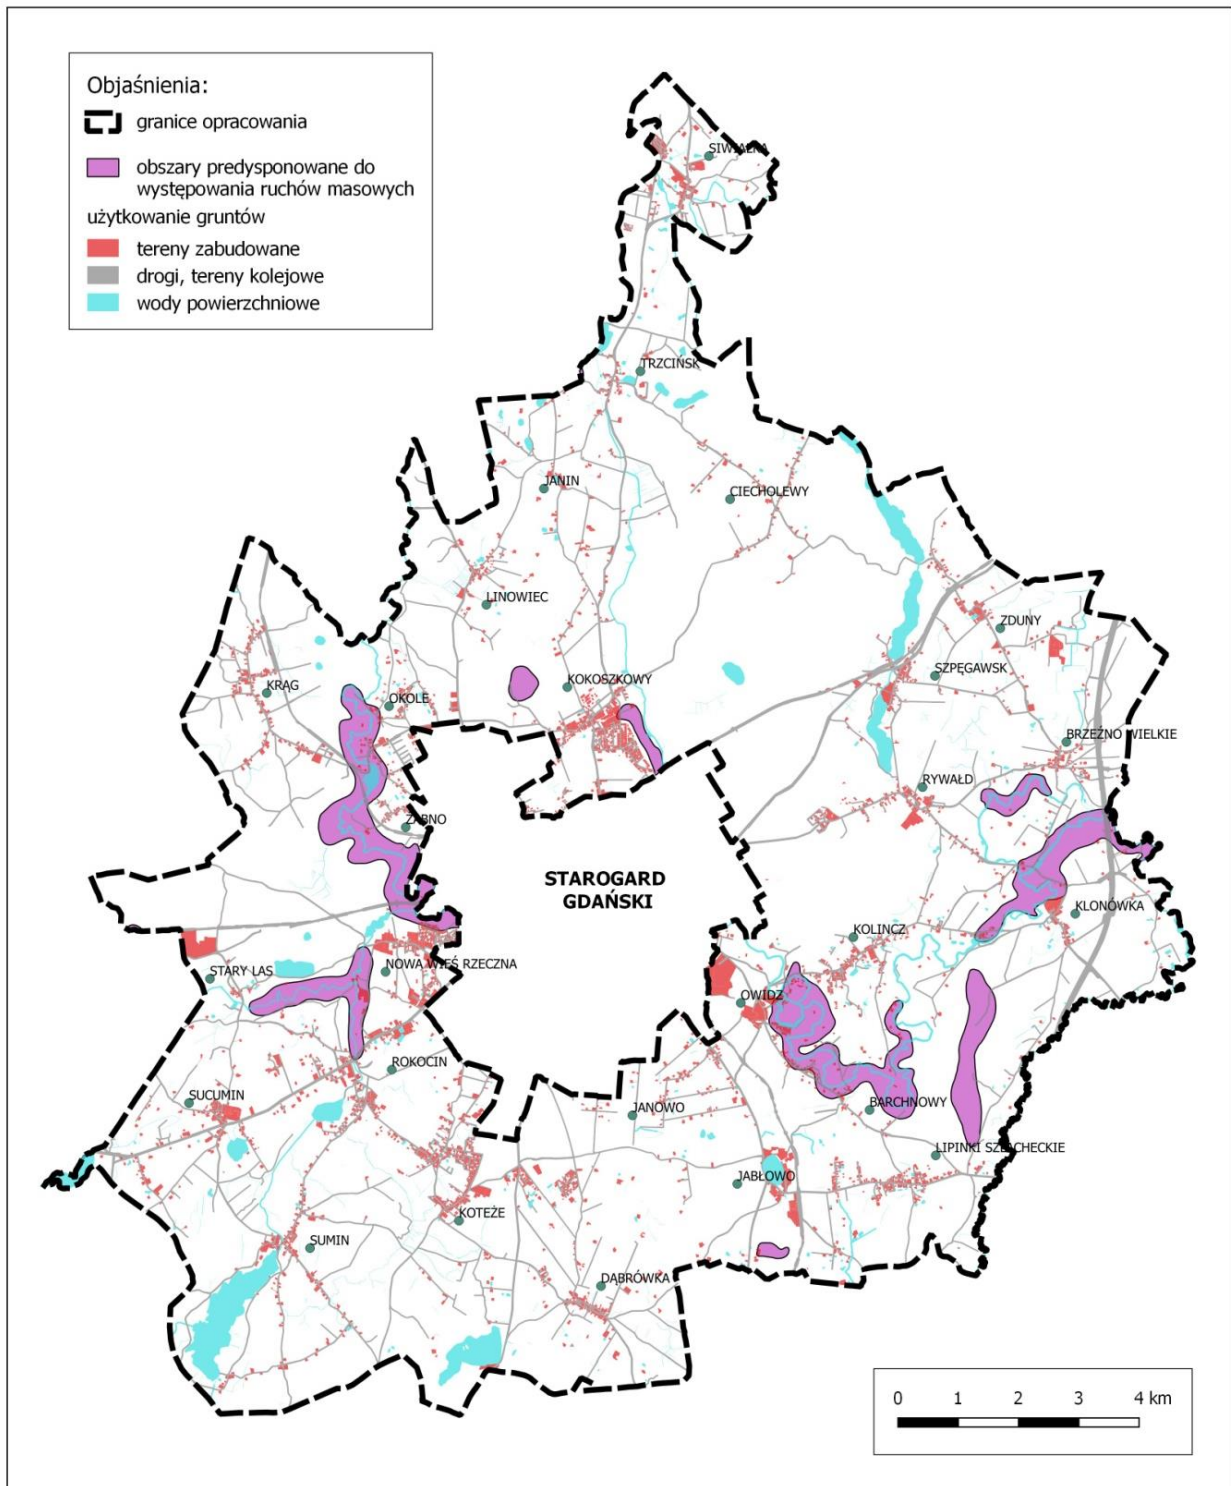 Objaśnienia:
granice opracowania
obszary predysponowane do
występowania ruchów masowych
użytkowanie gruntów
tereny zabudowane
drogi, tereny kolejowe
wody powierzchniowe
SIWIAŁKA
TRZCIŃSK
JANIN
CIECHOLEWY
LINOWIEC
ZDUNY
SZPĘGAWSK
KRĄG
OKOLE
KOKOSZKOWY
BRZEŹNO WIELKIE
RYWAŁD
ŻABNO
STAROGARD
GDAŃSKI
KLONÓWKA
KOLINCZ
STARY LAS
NOWA WIEŚ RZECZNA
OWIDZ
ROKOCIN
SUCUMIN
JANOWO
BARCHNOWY
LIPINKI SZLACHECKIE
JABŁOWO
KOTEŻE
SUMIN
DĄBRÓWKA
0 1 2 3 4 km